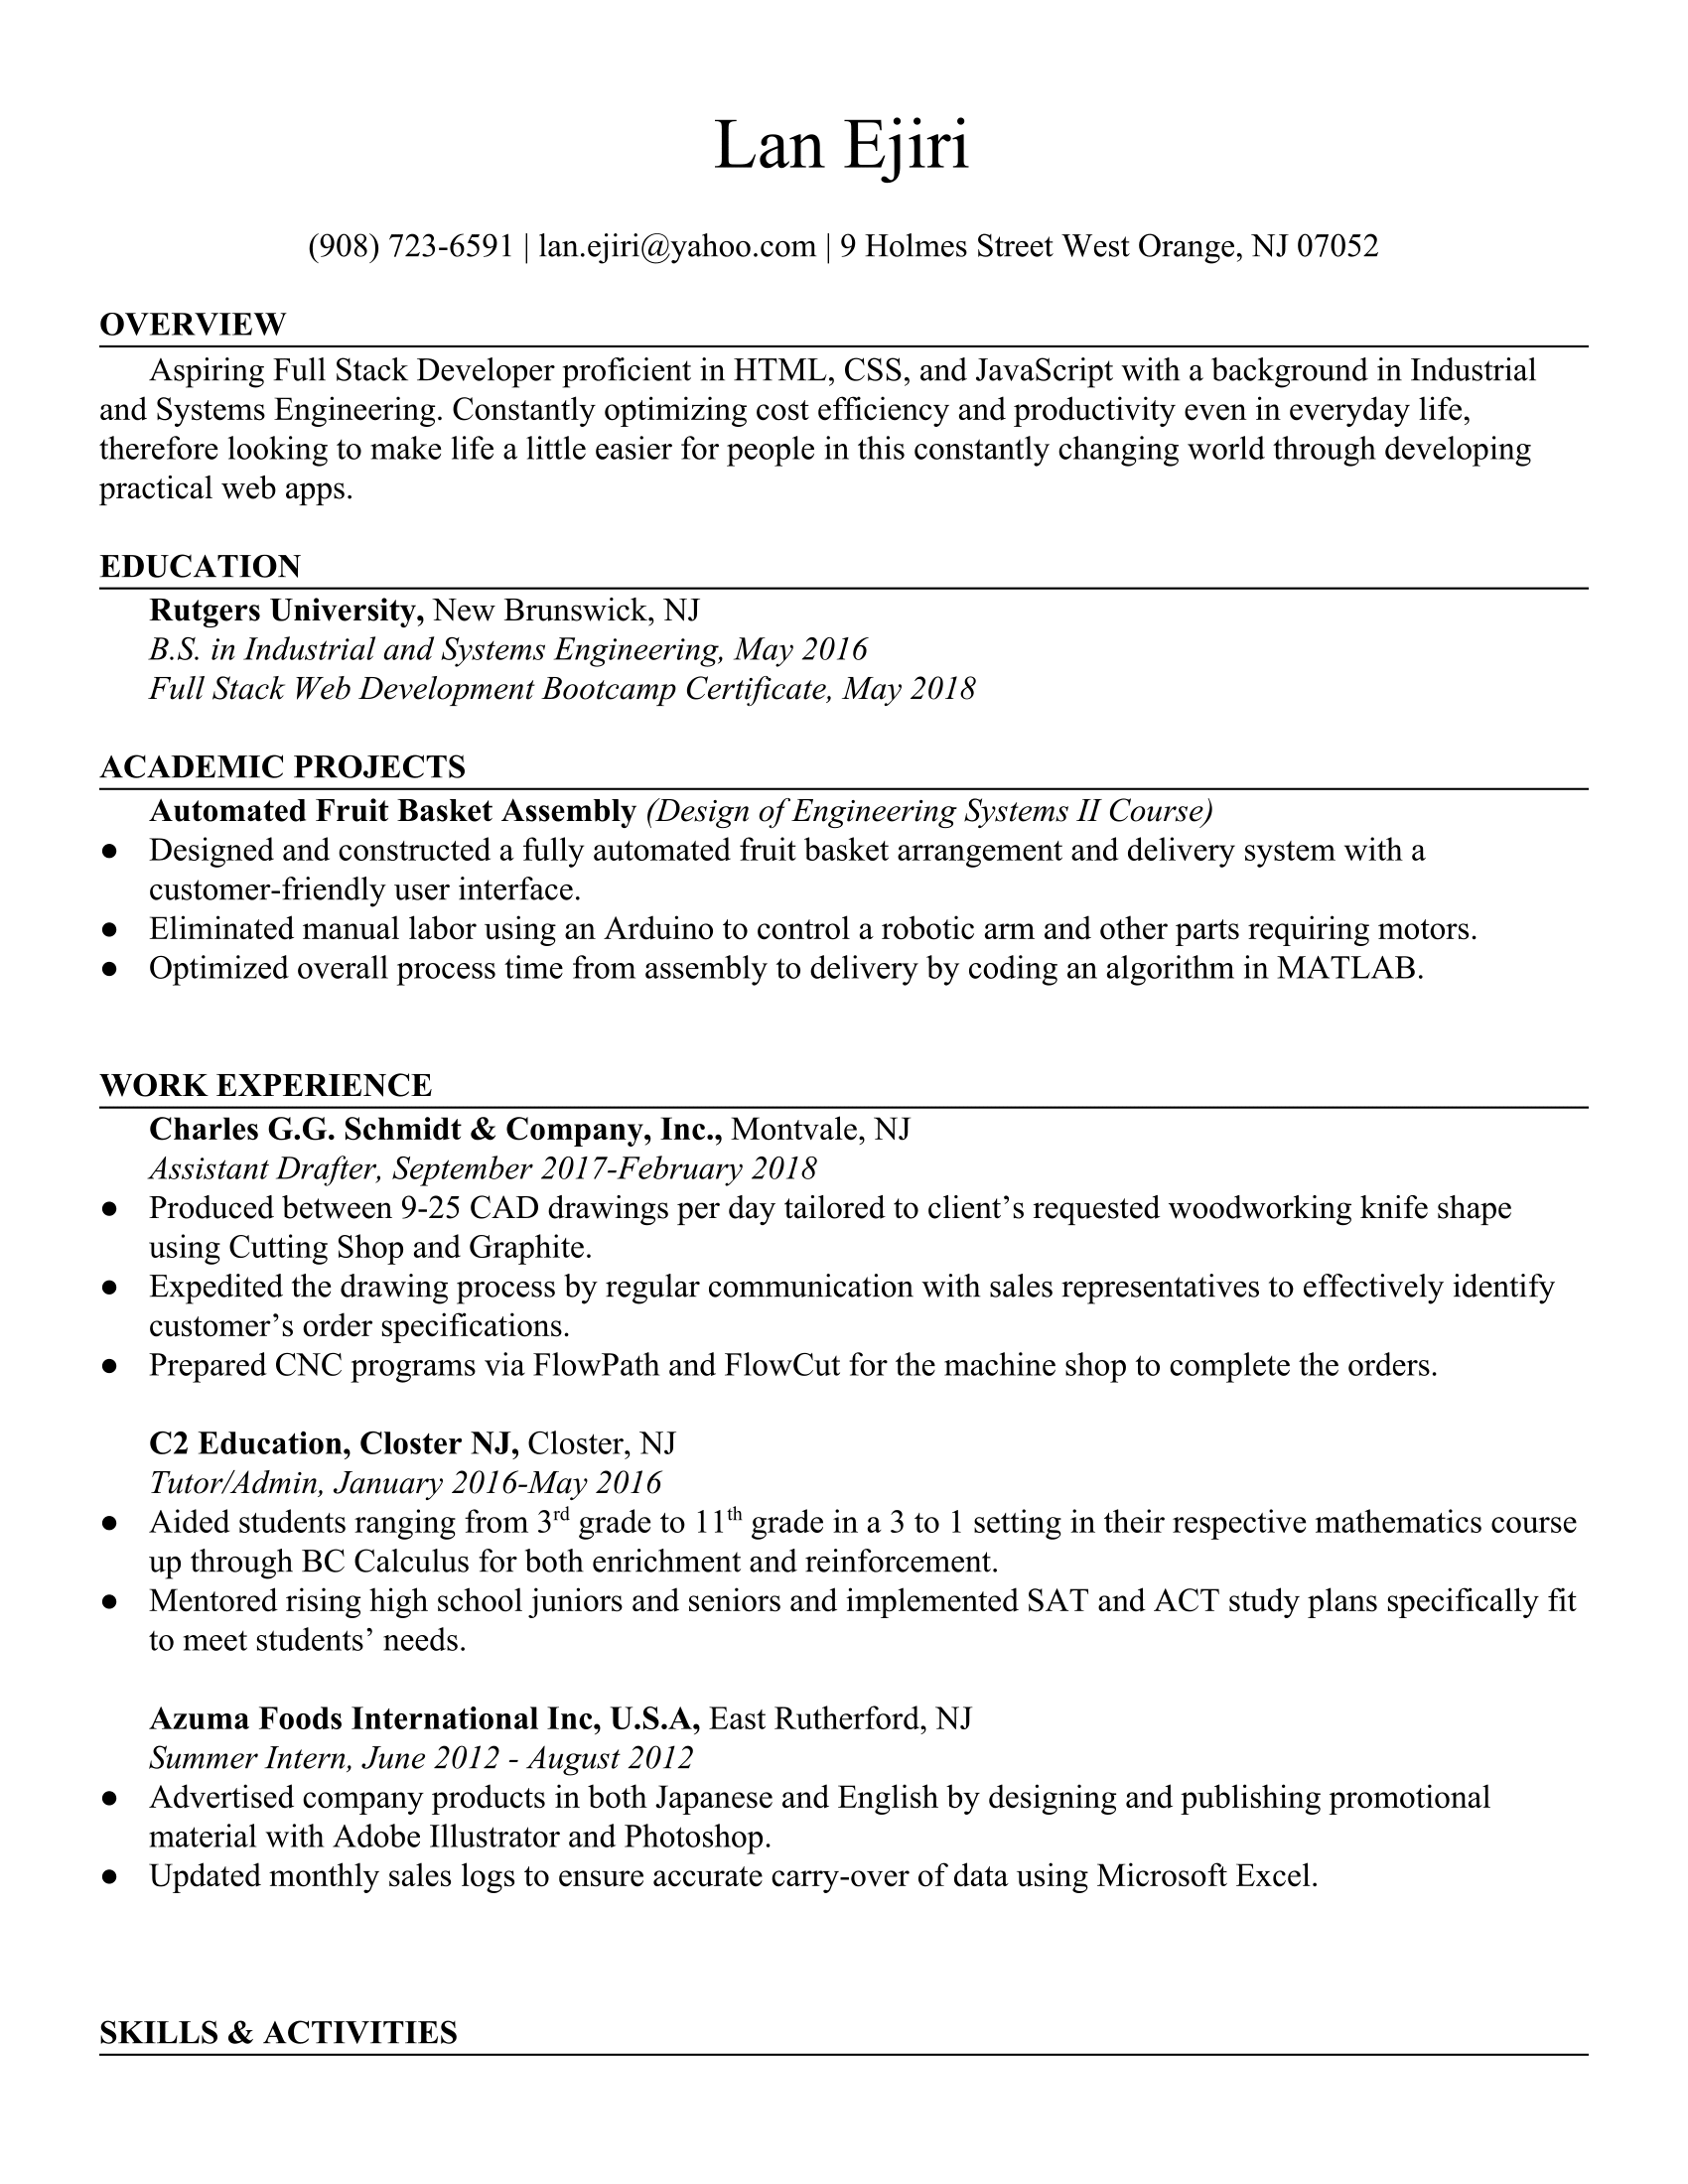 Lan Ejiri
(908) 723-6591 | lan.ejiri@yahoo.com | 9 Holmes Street West Orange, NJ 07052
OVERVIEW
Aspiring Full Stack Developer proficient in HTML, CSS, and JavaScript with a background in Industrial
and Systems Engineering. Constantly optimizing cost efficiency and productivity even in everyday life,
therefore looking to make life a little easier for people in this constantly changing world through developing
practical web apps.
EDUCATION
Rutgers University, New Brunswick, NJ
B.S. in Industrial and Systems Engineering, May 2016
Full Stack Web Development Bootcamp Certificate, May 2018
ACADEMIC PROJECTS
Automated Fruit Basket Assembly (Design of Engineering Systems II Course)
● Designed and constructed a fully automated fruit basket arrangement and delivery system with a
customer-friendly user interface.
● Eliminated manual labor using an Arduino to control a robotic arm and other parts requiring motors.
● Optimized overall process time from assembly to delivery by coding an algorithm in MATLAB.
WORK EXPERIENCE
Charles G.G. Schmidt & Company, Inc., Montvale, NJ
Assistant Drafter, September 2017-February 2018
● Produced between 9-25 CAD drawings per day tailored to client’s requested woodworking knife shape
using Cutting Shop and Graphite.
● Expedited the drawing process by regular communication with sales representatives to effectively identify
customer’s order specifications.
● Prepared CNC programs via FlowPath and FlowCut for the machine shop to complete the orders.
C2 Education, Closter NJ, Closter, NJ
Tutor/Admin, January 2016-May 2016
● Aided students ranging from 3rd grade to 11th grade in a 3 to 1 setting in their respective mathematics course
up through BC Calculus for both enrichment and reinforcement.
● Mentored rising high school juniors and seniors and implemented SAT and ACT study plans specifically fit
to meet students’ needs.
Azuma Foods International Inc, U.S.A, East Rutherford, NJ
Summer Intern, June 2012 - August 2012
● Advertised company products in both Japanese and English by designing and publishing promotional
material with Adobe Illustrator and Photoshop.
● Updated monthly sales logs to ensure accurate carry-over of data using Microsoft Excel.
SKILLS & ACTIVITIES